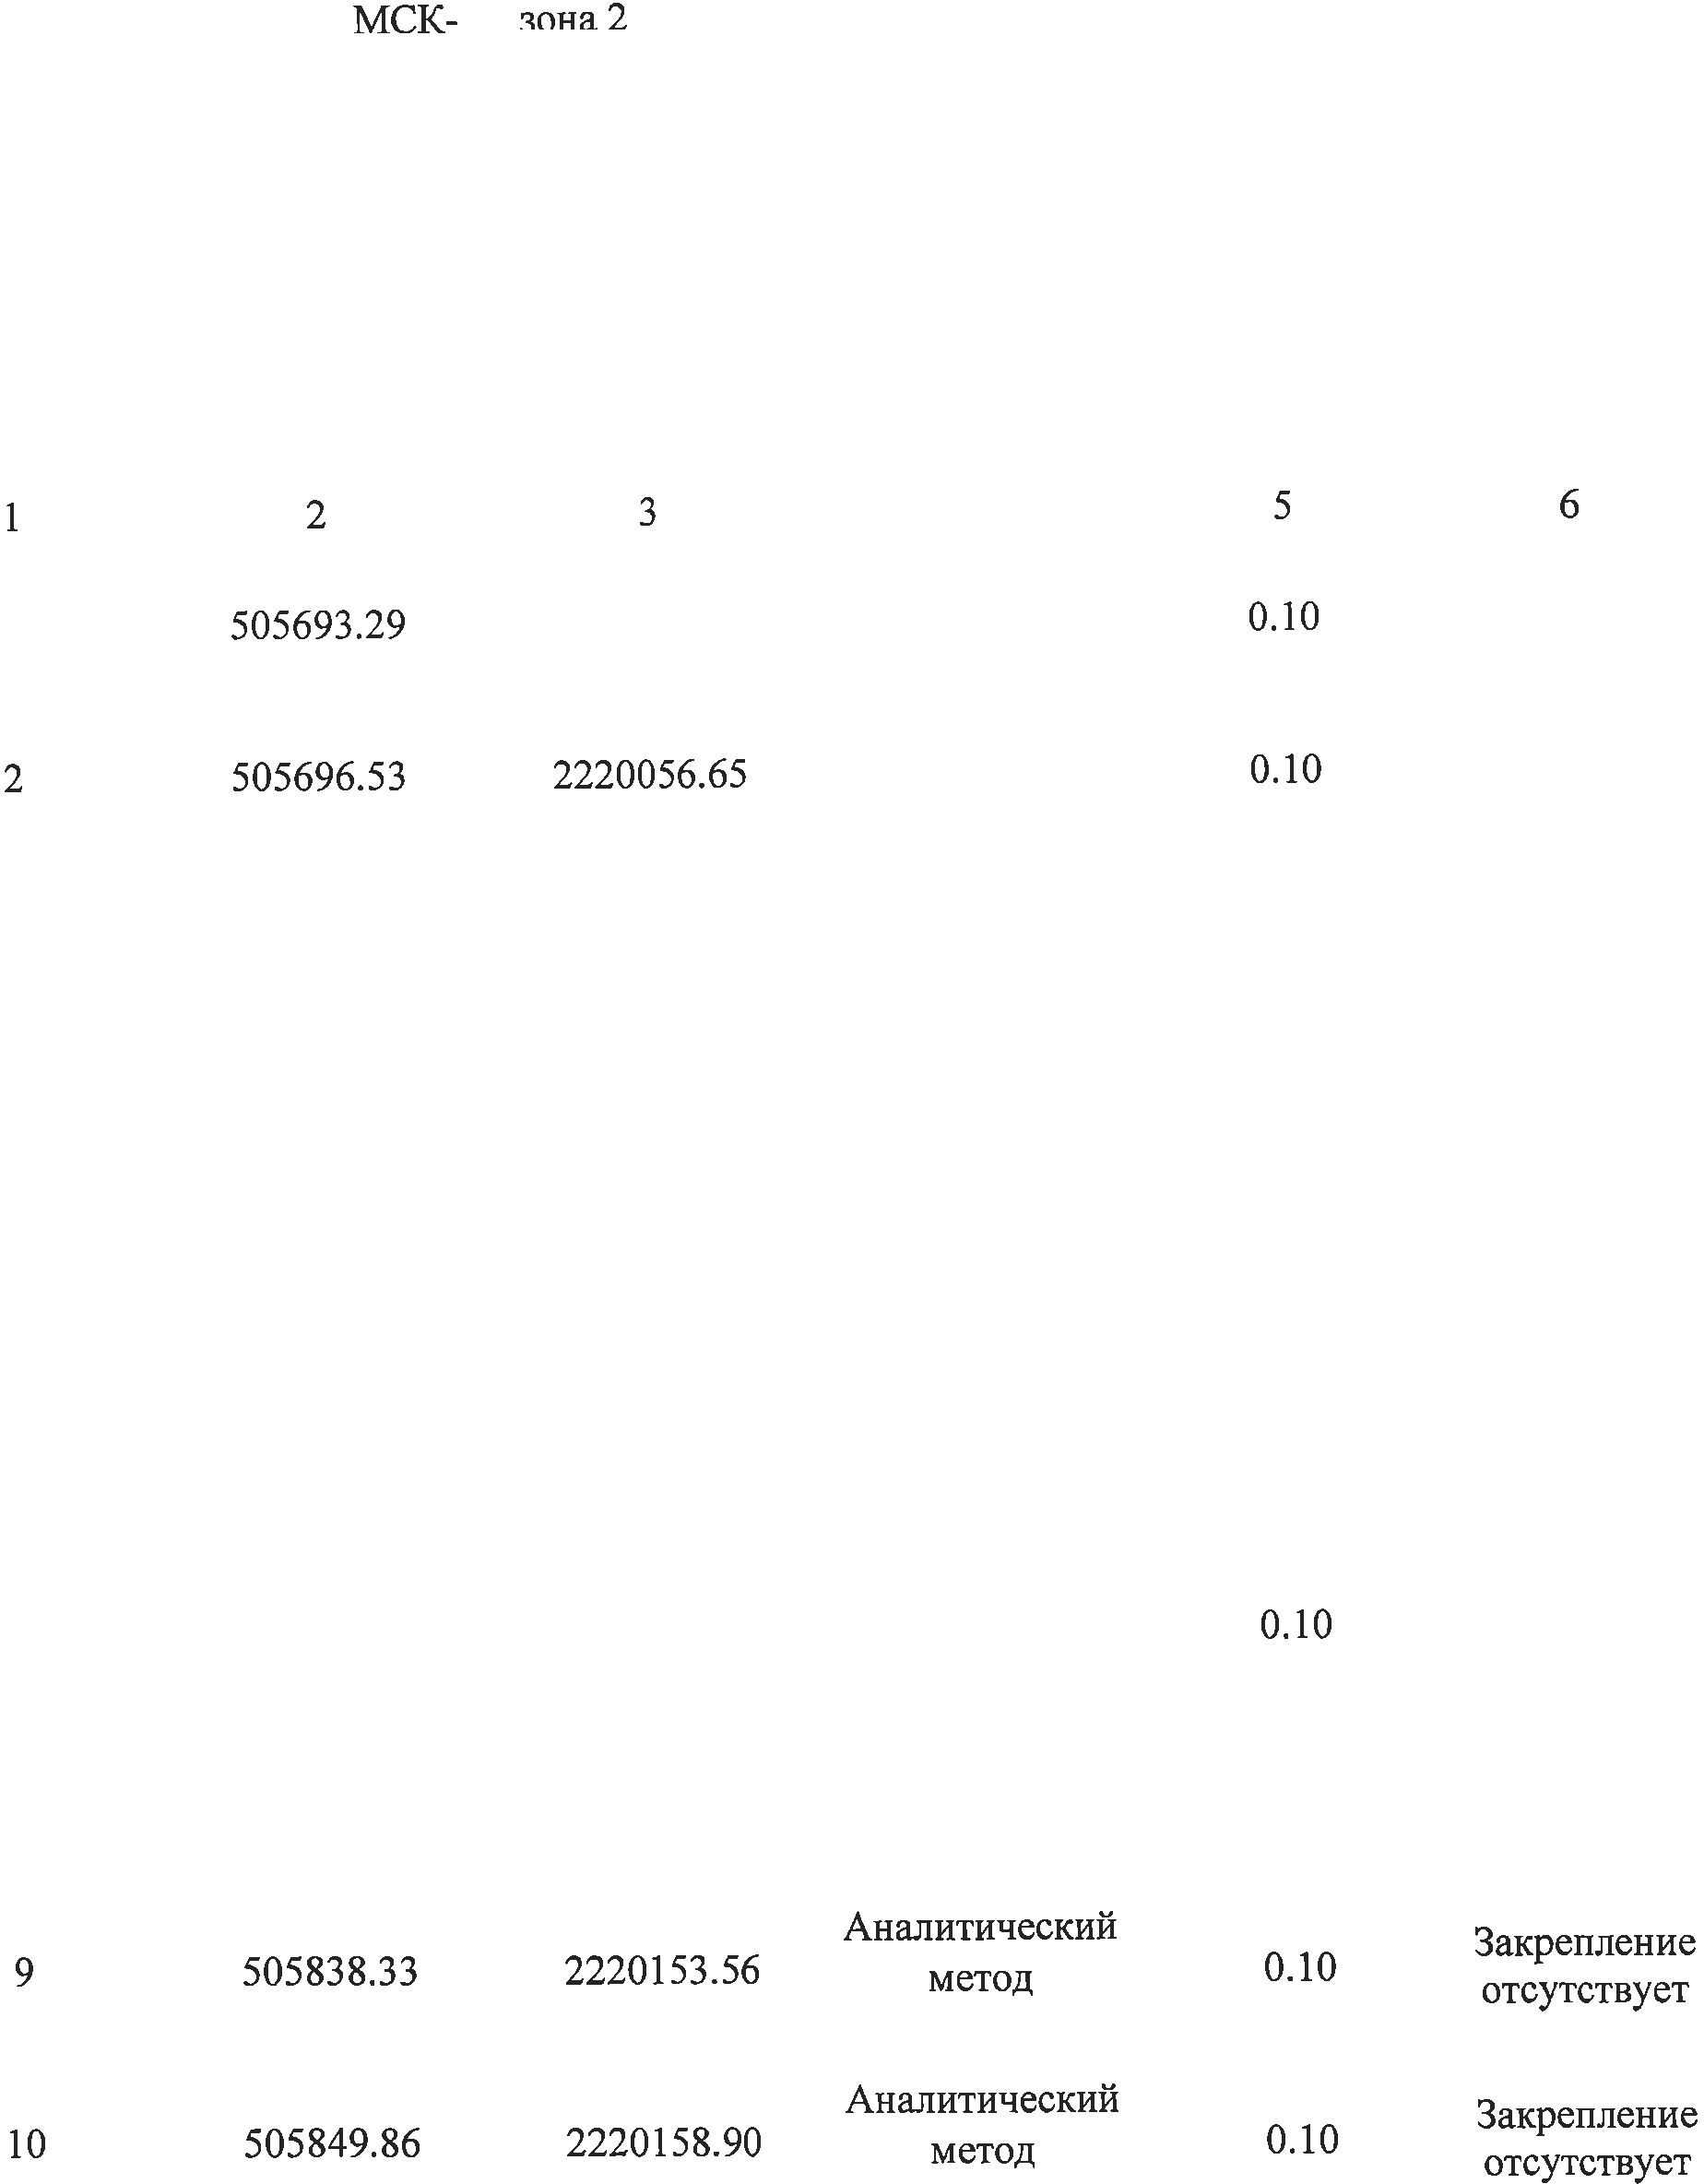 МСК- зона 2
1 2 3 5 6
505693.29 0.10
2 505696.53 2220056.65 0.10
0.10
Аналитический
9 505838.33 2220153.56 метод 0.10 Закрепление
отсутствует
Аналитический
10 505849.86 2220158.90 метод 0.10 Закрепление
отсутствует